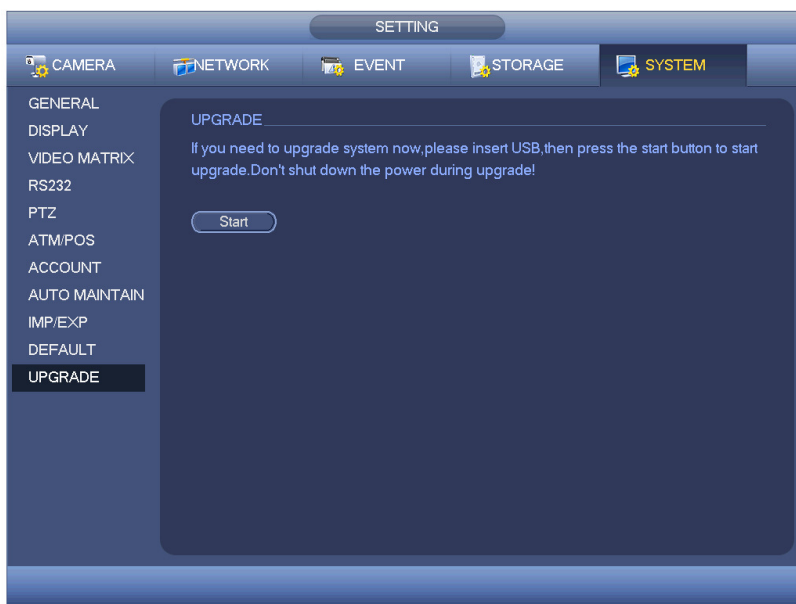 SETTING
CAMERA
NETWORK
EVENT
STORAGE
SYSTEM
GENERAL
DISPLAY
VIDEO MATRIX
RS232
PTZ
ATM/POS
ACCOUNT
AUTO MAINTAIN
IMP/EXP
DEFAULT
UPGRADE
UPGRADE
If you need to upgrade system now,please insert USB,then press the start button to start
upgrade.Don't shut down the power during upgrade!
Start